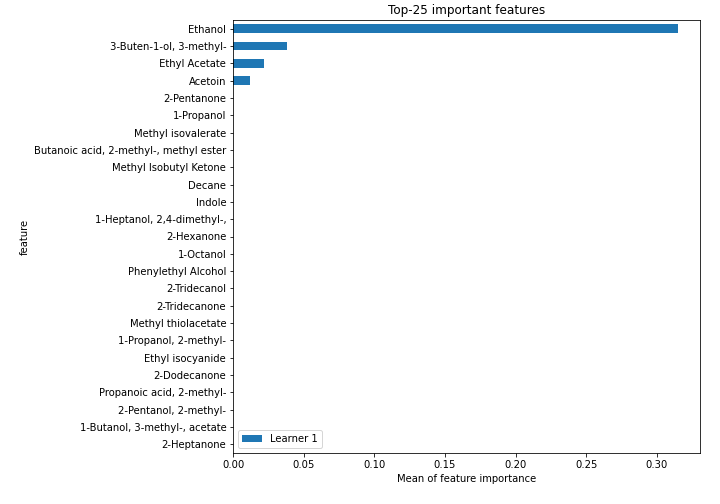 Top-25 important features
Ethanol
3-Buten-1-ol, 3-methyl-
Ethyl Acetate
Acetoin
2-Pentanone
1-Propanol
Methyl isovalerate
Butanoic acid, 2-methyl-, methyl ester
Methyl Isobutyl Ketone
Decane
Indole
1-Heptanol, 2,4-dimethyl-,
2-Hexanone
1-Octanol
Phenylethyl Alcohol
2-Tridecanol
2-Tridecanone
Methyl thiolacetate
1-Propanol, 2-methyl-
Ethyl isocyanide
2-Dodecanone
Propanoic acid, 2-methyl-
2-Pentanol, 2-methyl-
1-Butanol, 3-methyl-, acetate
2-Heptanone
feature
Learner 1
0.00 0.05 0.10 0.15 0.20 0.25 0.30
Mean of feature importance